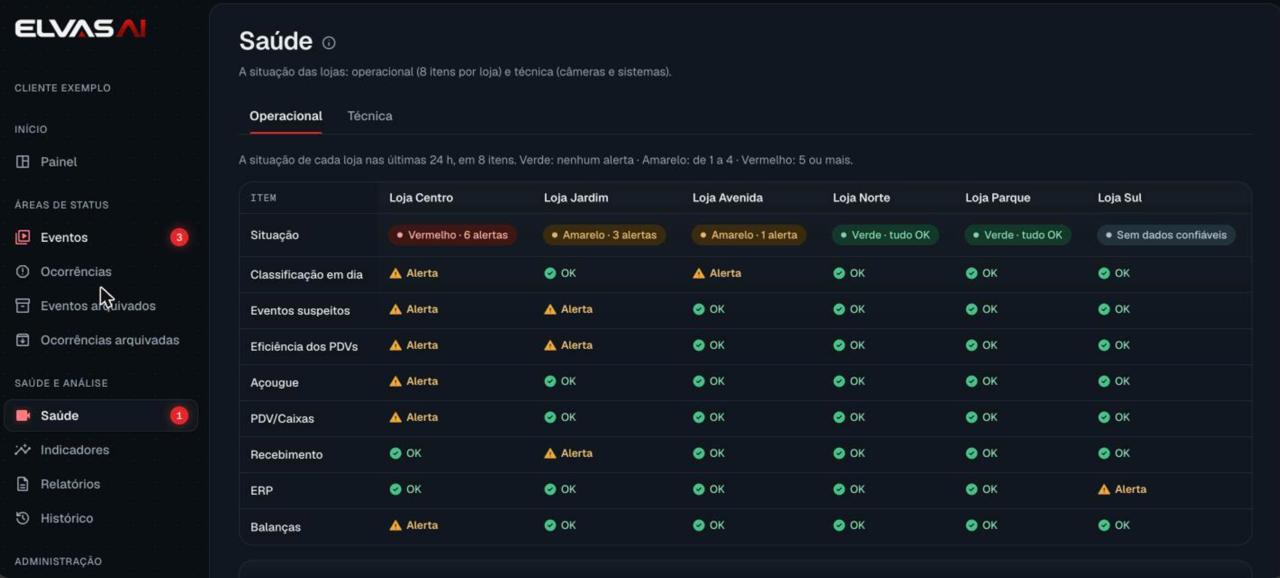 ELVAS AI
CLIENTE EXEMPLO
INÍCIO
Painel
ÁREAS DE STATUS
Eventos 3
Ocorrências
Eventos arquivados
Ocorrências arquivadas
SAÚDE E ANÁLISE
Saúde 1
Indicadores
Relatórios
Histórico
ADMINISTRAÇÃO
Saúde
A situação das lojas: operacional (8 itens por loja) e técnica (câmeras e sistemas).
Operacional Técnica
A situação de cada loja nas últimas 24 h, em 8 itens. Verde: nenhum alerta · Amarelo: de 1 a 4 · Vermelho: 5 ou mais.
ITEM Loja Centro Loja Jardim Loja Avenida Loja Norte Loja Parque Loja Sul
Situação Vermelho · 6 alertas Amarelo · 3 alertas Amarelo · 1 alerta Verde · tudo OK Verde · tudo OK Sem dados confiáveis
Classificação em dia Alerta OK Alerta OK OK OK
Eventos suspeitos Alerta Alerta OK OK OK OK
Eficiência dos PDVs Alerta Alerta OK OK OK OK
Açougue Alerta OK OK OK OK OK
PDV/Caixas Alerta OK OK OK OK OK
Recebimento OK Alerta OK OK OK OK
ERP OK OK OK OK OK Alerta
Balanças Alerta OK OK OK OK OK